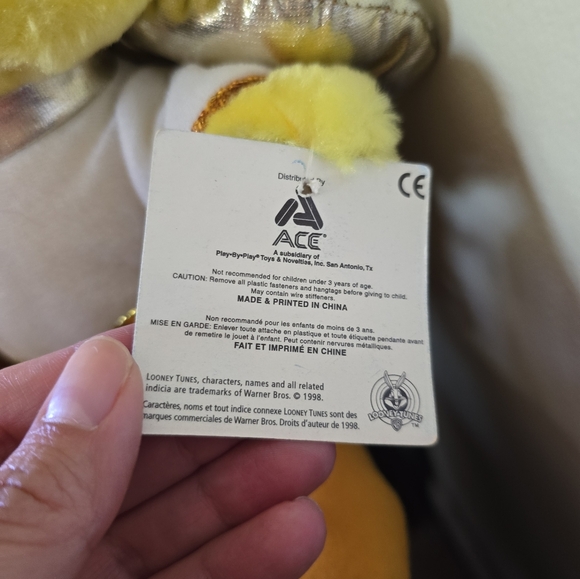 Distributed By
CE
ACE®
A subsidiary of
Play•By•Play® Toys & Novelties, Inc. San Antonio, Tx
Not recommended for children under 3 years of age.
CAUTION: Remove all plastic fasteners and hangtags before giving to child.
May contain wire stiffeners.
MADE & PRINTED IN CHINA
Non recommandé pour les enfants de moins de 3 ans.
MISE EN GARDE: Enlever toute attache en plastique et toute étiquette pendante avant
de remetire le jouet à l'enfant. Peut contenir nervures métalliques.
FAIT ET IMPRIMÉ EN CHINE
LOONEY TUNES, characters, names and all related
indicia are trademarks of Warner Bros. © 1998.
Caractères, noms et tout indice connexe LOONEY TUNES sont des
marques commerciales de Warner Bros. Droits d'auteur de 1998.
LOONEY TUNES
TM